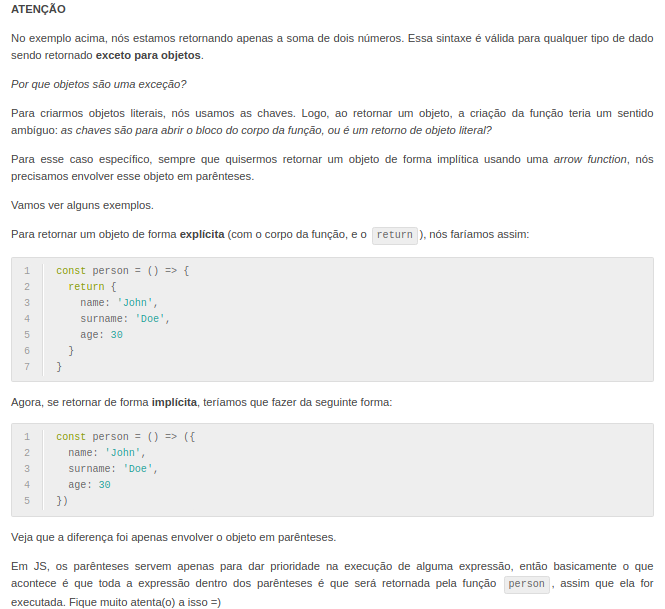 ATENÇÃO
No exemplo acima, nós estamos retornando apenas a soma de dois números. Essa sintaxe é válida para qualquer tipo de dado
sendo retornado exceto para objetos.
Por que objetos são uma exceção?
Para criarmos objetos literais, nós usamos as chaves. Logo, ao retornar um objeto, a criação da função teria um sentido
ambíguo: as chaves são para abrir o bloco do corpo da função, ou é um retorno de objeto literal?
Para esse caso específico, sempre que quisermos retornar um objeto de forma implítica usando uma arrow function, nós
precisamos envolver esse objeto em parênteses.
Vamos ver alguns exemplos.
Para retornar um objeto de forma explícita (com o corpo da função, e o return), nós faríamos assim:
1 const person = () => {
2 return {
3 name: 'John',
4 surname: 'Doe',
5 age: 30
6 }
7 }
Agora, se retornar de forma implícita, teríamos que fazer da seguinte forma:
1 const person = () => ({
2 name: 'John',
3 surname: 'Doe',
4 age: 30
5 })
Veja que a diferença foi apenas envolver o objeto em parênteses.
Em JS, os parênteses servem apenas para dar prioridade na execução de alguma expressão, então basicamente o que
acontece é que toda a expressão dentro dos parênteses é que será retornada pela função person, assim que ela for
executada. Fique muito atenta(o) a isso =)